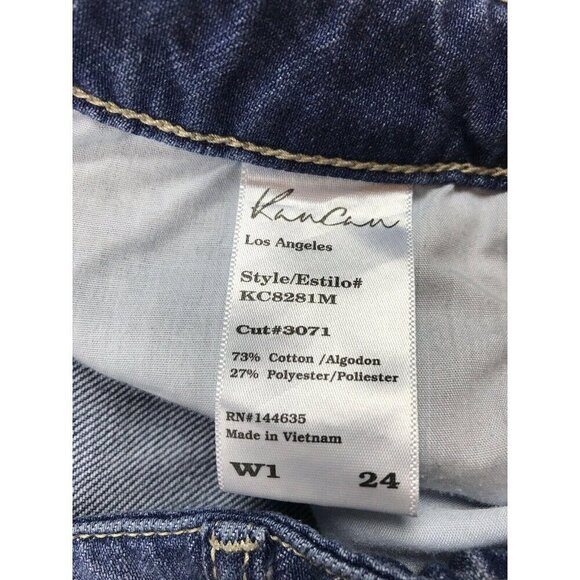 KanCan
Los Angeles
Style/Estilo#
KC8281M
Cut#3071
73% Cotton /Algodon
27% Polyester/Poliester
RN#144635
Made in Vietnam
W1 24